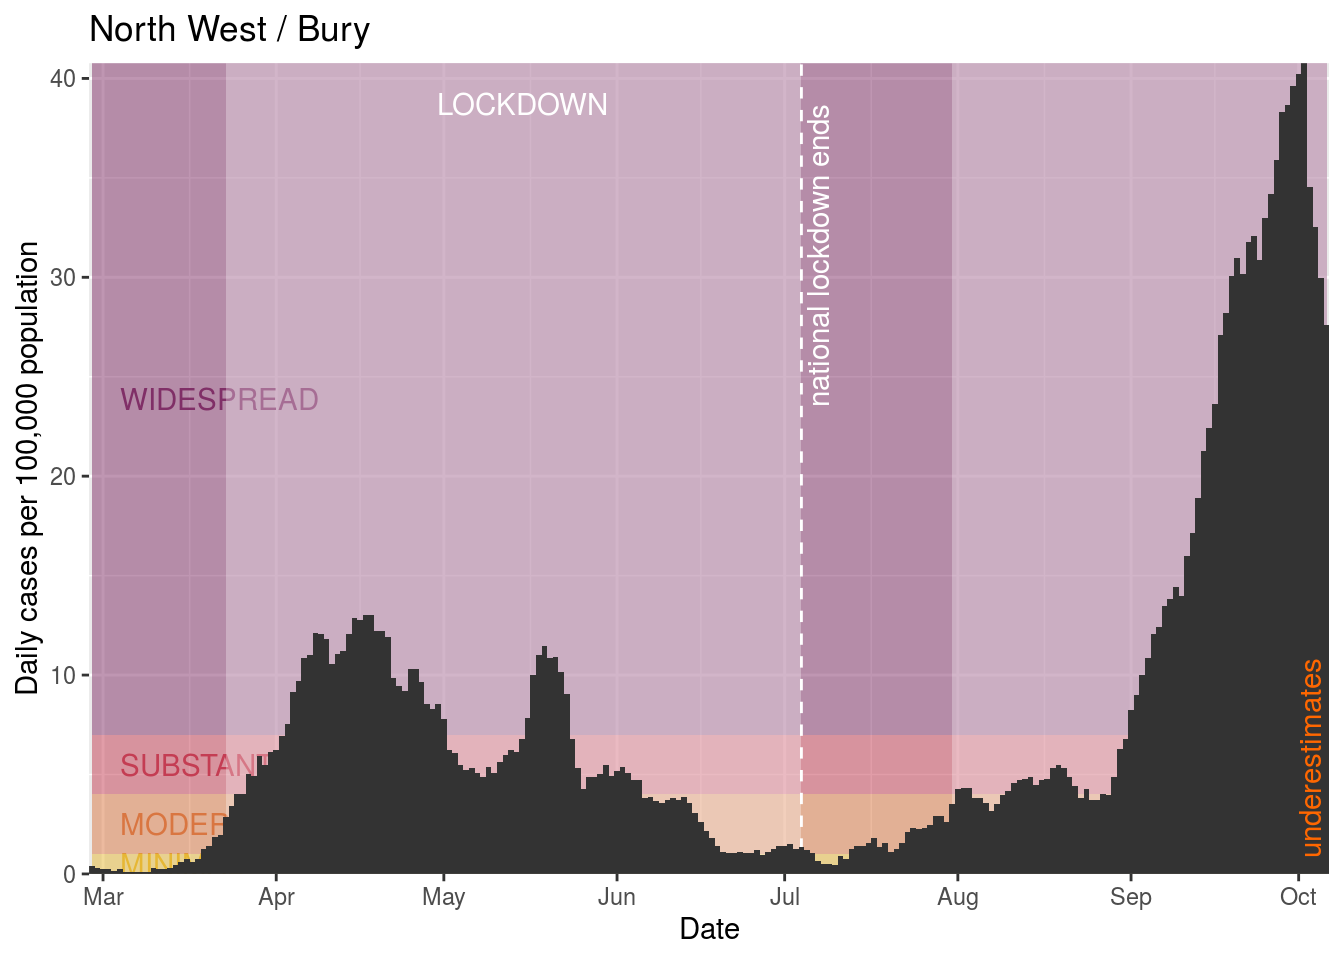 North West / Bury
Daily cases per 100,000 population
40
30
20
10
0
LOCKDOWN
national lockdown ends
WIDESPREAD
SUBSTANT
MODER
MINI
underestimates
Mar Apr May Jun Jul Aug Sep Oct
Date